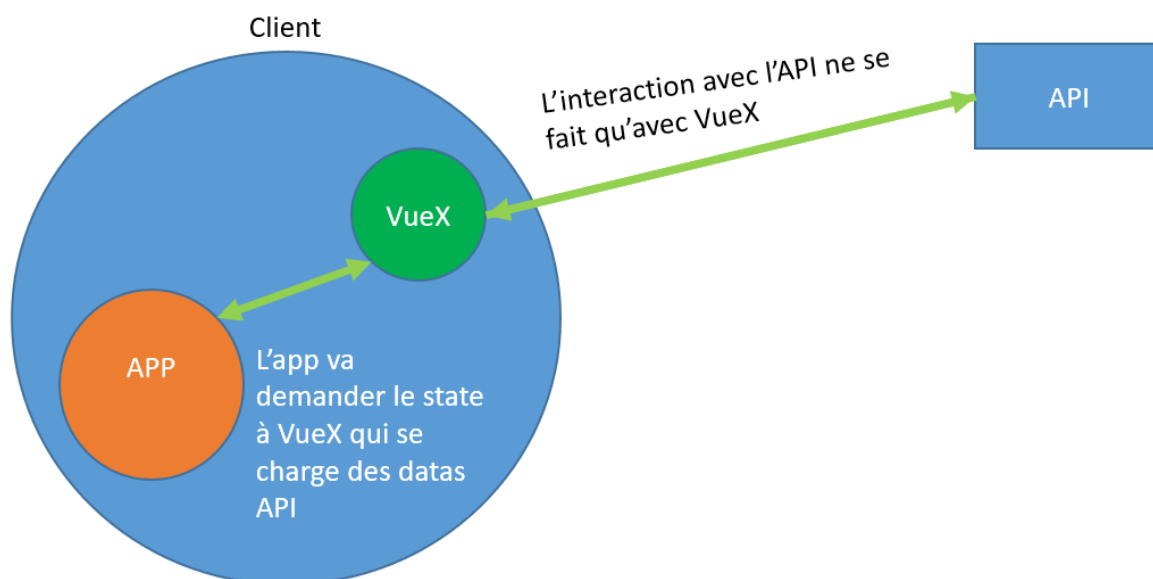 Client
L’interaction avec l’API ne se
fait qu’avec VueX
API
VueX
APP
L’app va
demander le state
à VueX qui se
charge des datas
API